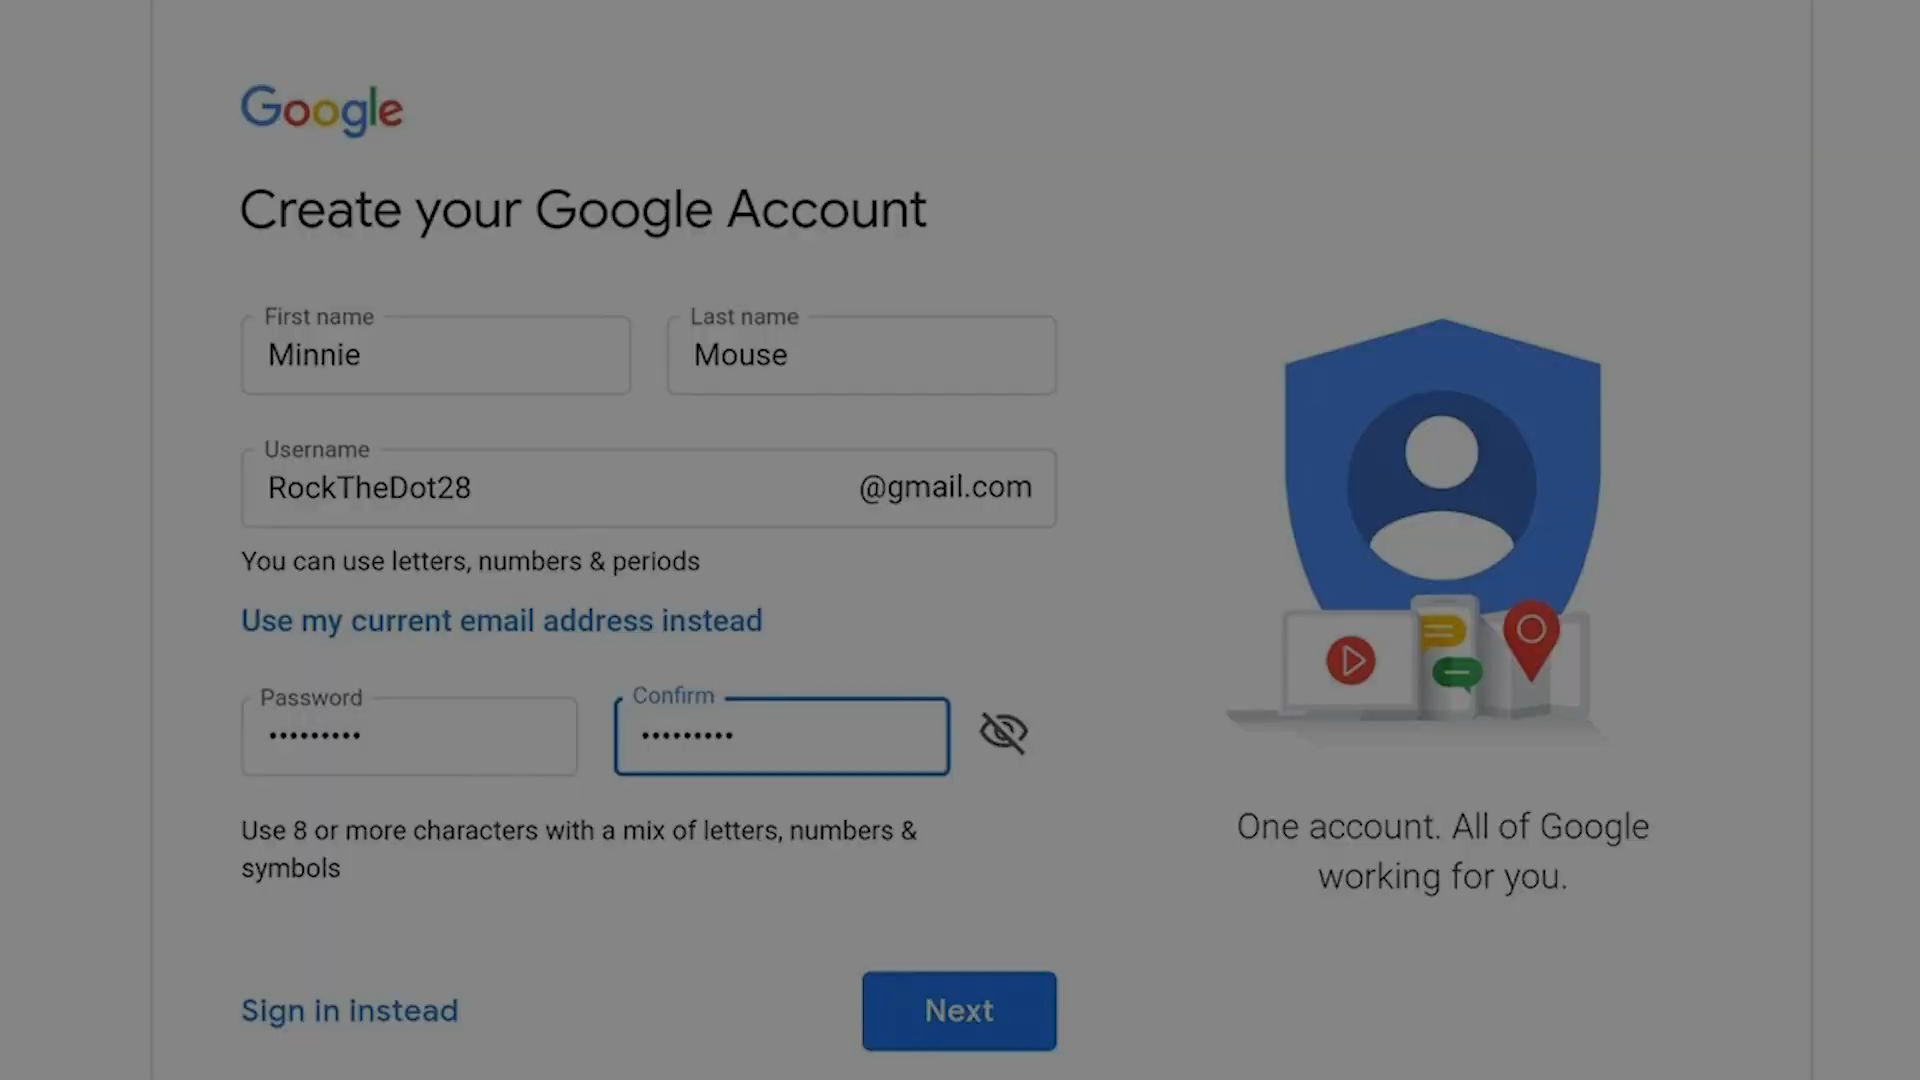 Google
Create your Google Account
First name
Minnie
Last name
Mouse
Username
RockTheDot28
@gmail.com
You can use letters, numbers & periods
Use my current email address instead
Password
•••••••••
Confirm
•••••••••
Use 8 or more characters with a mix of letters, numbers &
symbols
Sign in instead
Next
One account. All of Google
working for you.